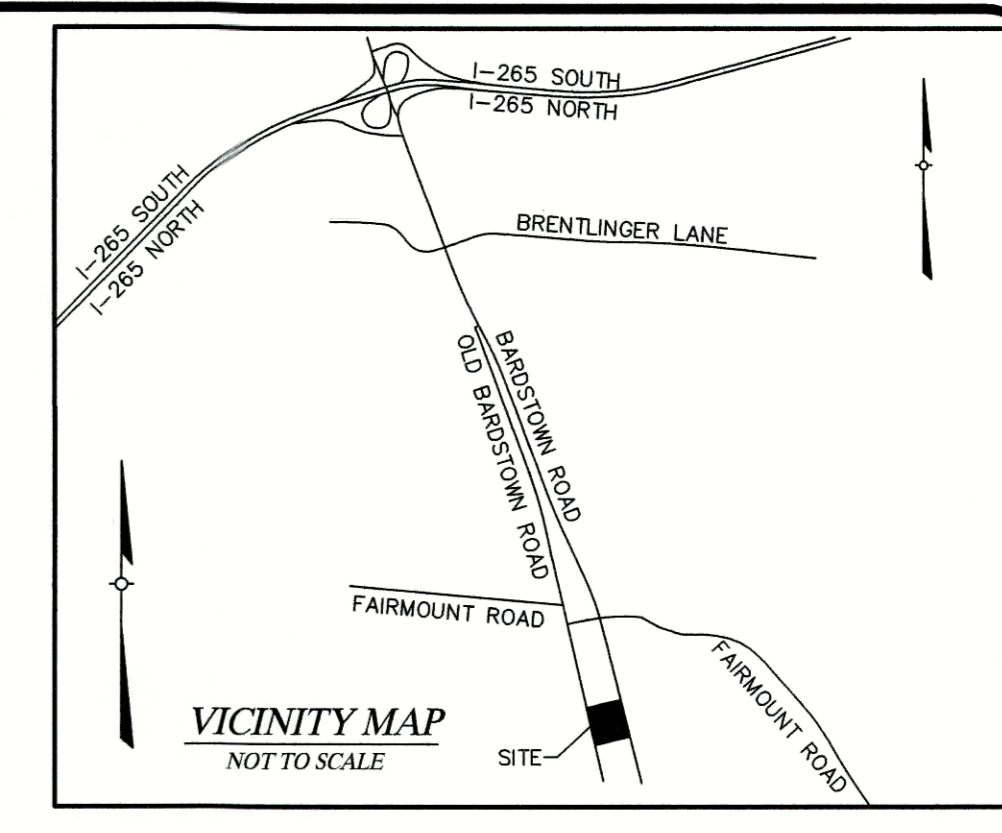 I-265 SOUTH
I-265 NORTH
I-265 SOUTH
I-265 NORTH
BRENTLINGER LANE
BARDSTOWN ROAD
OLD BARDSTOWN ROAD
FAIRMOUNT ROAD
FAIRMOUNT ROAD
VICINITY MAP
NOT TO SCALE
SITE